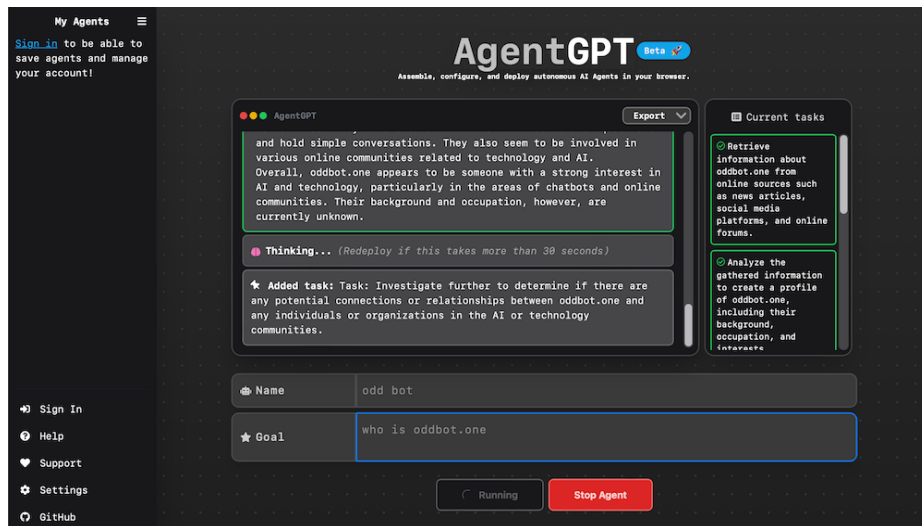 My Agents
Sign in to be able to
save agents and manage
your account!
AgentGPT
Beta
Assemble, configure, and deploy autonomous AI Agents in your browser.
AgentGPT
Export
and hold simple conversations. They also seem to be involved in
various online communities related to technology and AI.
Overall, oddbot.one appears to be someone with a strong interest in
AI and technology, particularly in the areas of chatbots and online
communities. Their background and occupation, however, are
currently unknown.
Thinking... (Redeploy if this takes more than 30 seconds)
Added task: Task: Investigate further to determine if there are
any potential connections or relationships between oddbot.one and
any individuals or organizations in the AI or technology
communities.
Current tasks
Retrieve
information about
oddbot.one from
online sources such
as news articles,
social media
platforms, and online
forums.
Analyze the
gathered information
to create a profile
of oddbot.one,
including their
background,
occupation, and
interests
Name
odd bot
Goal
who is oddbot.one
Running
Stop Agent
Sign In
Help
Support
Settings
GitHub